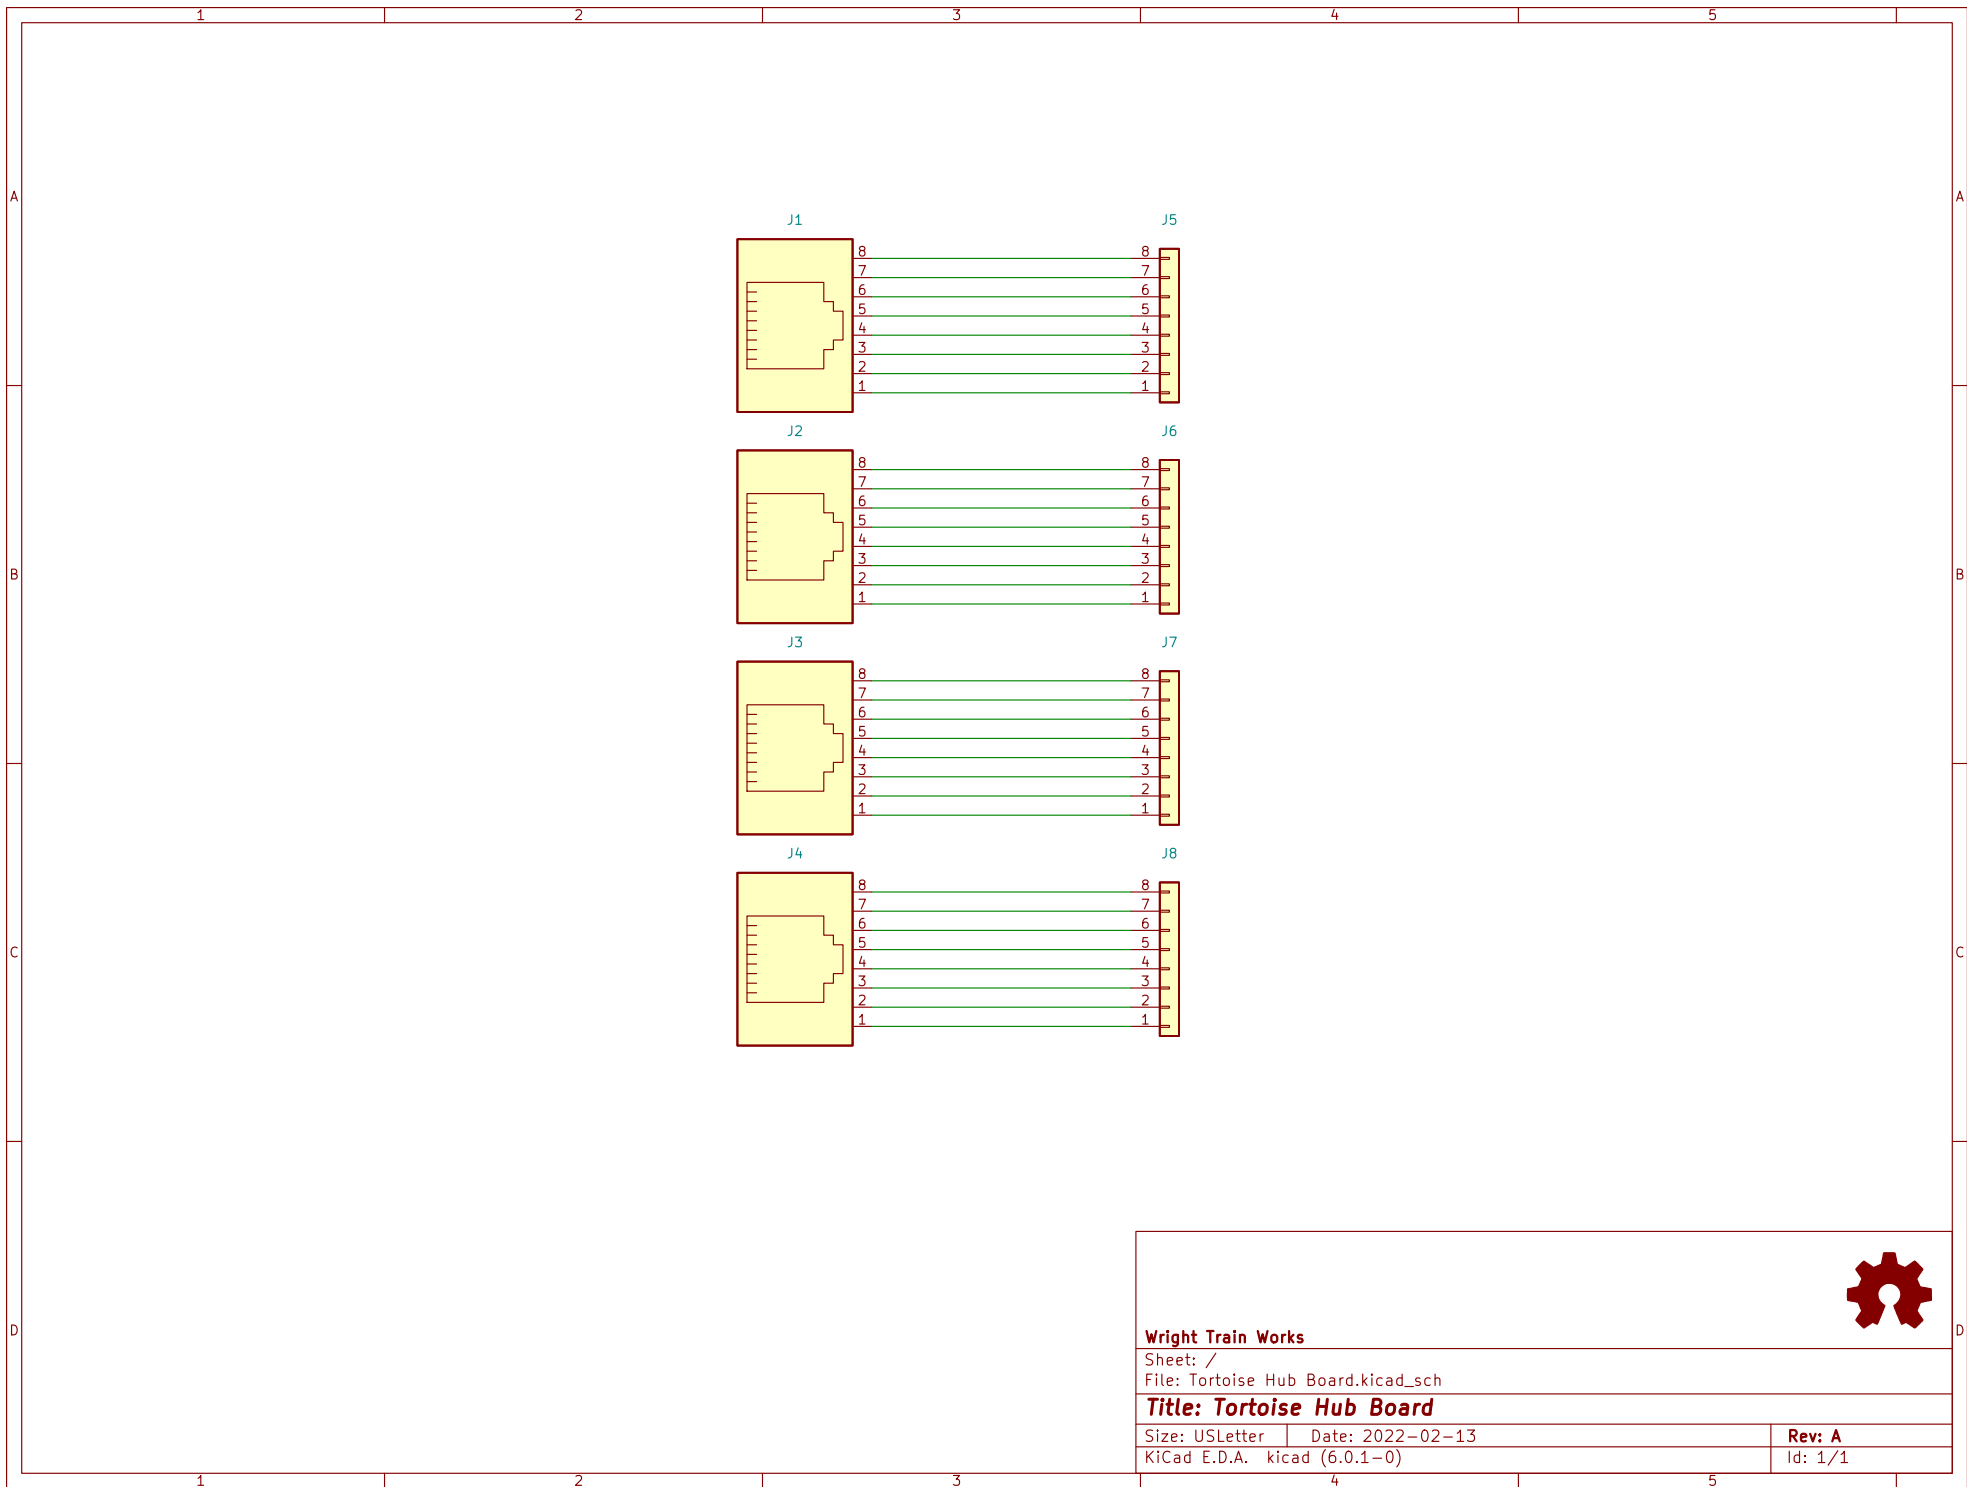 1 2 3 4 5
A A
J1 J5
8 8
7 7
6 6
5 5
4 4
3 3
2 2
1 1
J2 J6
8 8
7 7
6 6
5 5
4 4
3 3
2 2
1 1
B B
J3 J7
8 8
7 7
6 6
5 5
4 4
3 3
2 2
1 1
J4 J8
8 8
7 7
6 6
5 5
4 4
3 3
2 2
1 1
C C
D D
Wright Train Works
Sheet: /
File: Tortoise Hub Board.kicad_sch
Title: Tortoise Hub Board
Size: USLetter Date: 2022-02-13 Rev: A
KiCad E.D.A. kicad (6.0.1-0) Id: 1/1
1 2 3 4 5